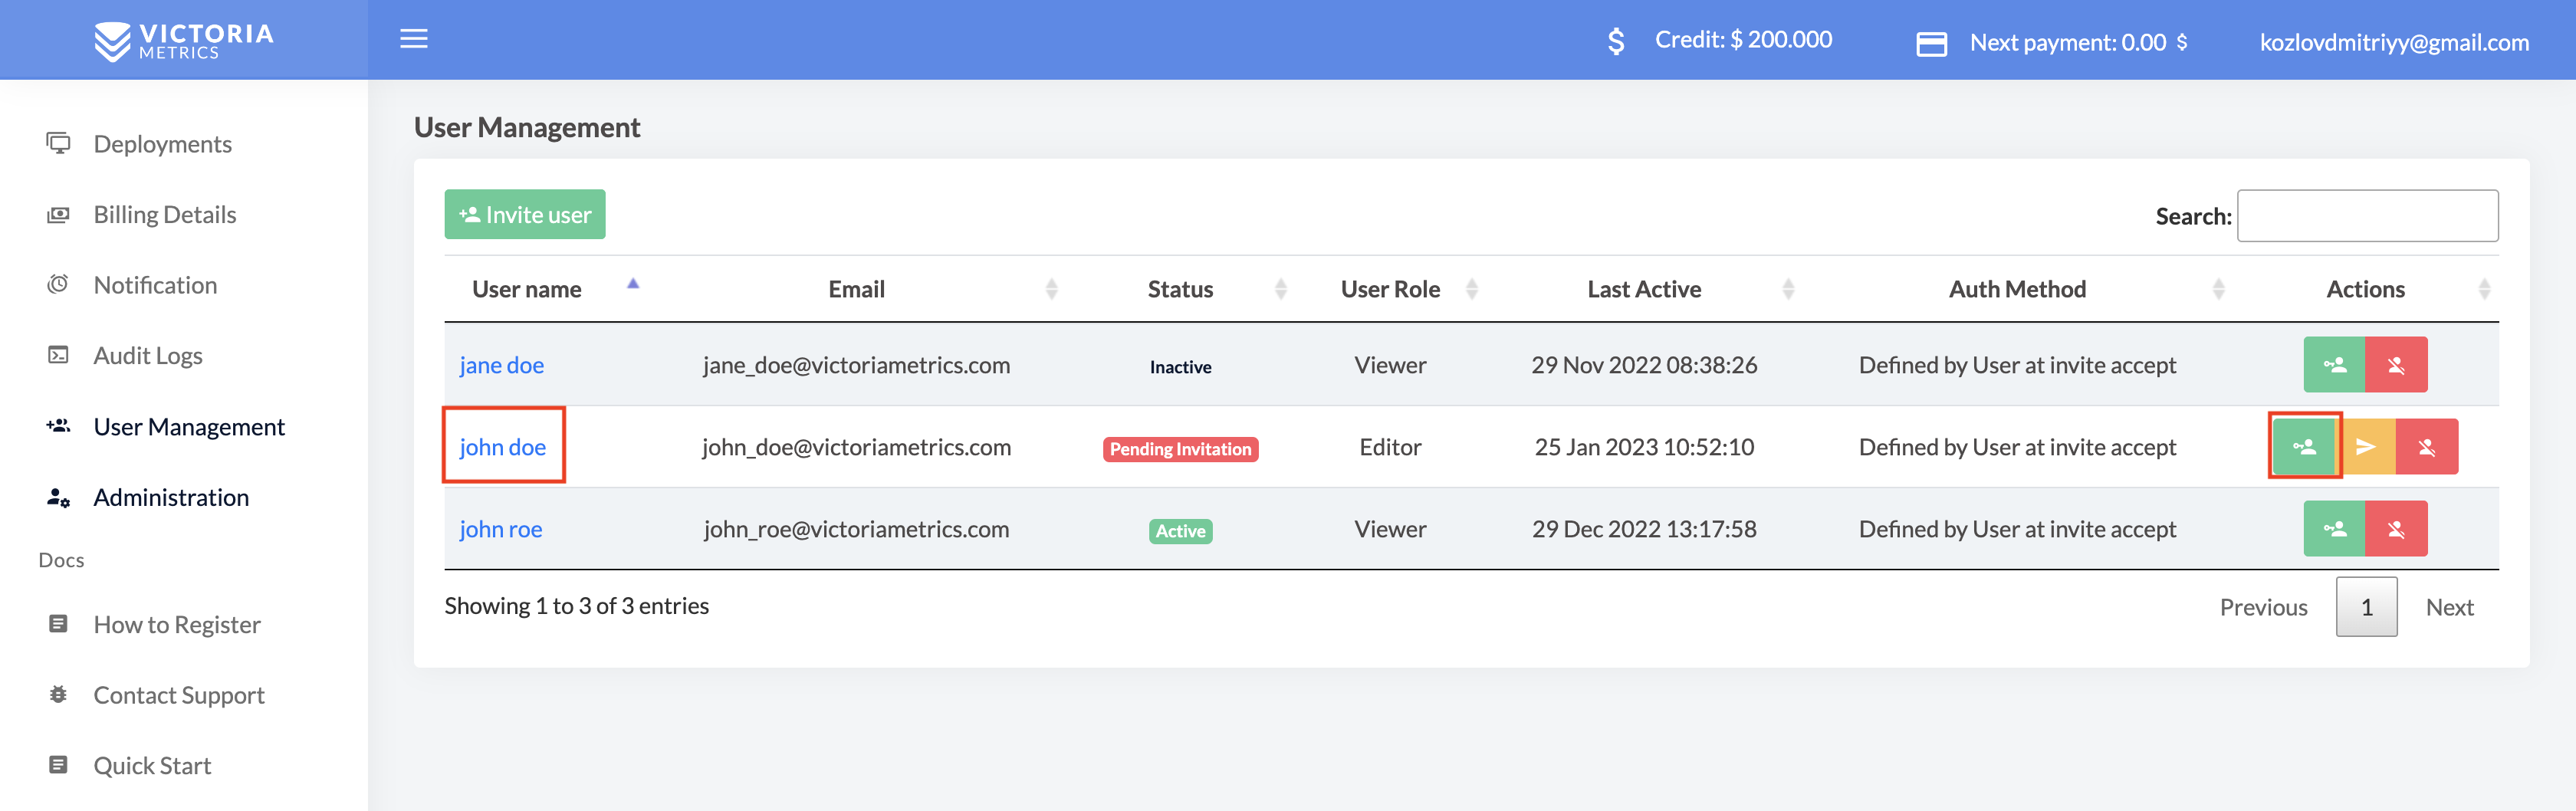 VICTORIA
METRICS
Credit: $ 200.000
Next payment: 0.00 $
kozlovdmitriyy@gmail.com
Deployments
Billing Details
Notification
Audit Logs
User Management
Administration
Docs
How to Register
Contact Support
Quick Start
User Management
Invite user
Search:
User name Email Status User Role Last Active Auth Method Actions
jane doe jane_doe@victoriametrics.com Inactive Viewer 29 Nov 2022 08:38:26 Defined by User at invite accept
john doe john_doe@victoriametrics.com Pending Invitation Editor 25 Jan 2023 10:52:10 Defined by User at invite accept
john roe john_roe@victoriametrics.com Active Viewer 29 Dec 2022 13:17:58 Defined by User at invite accept
Showing 1 to 3 of 3 entries
Previous 1 Next